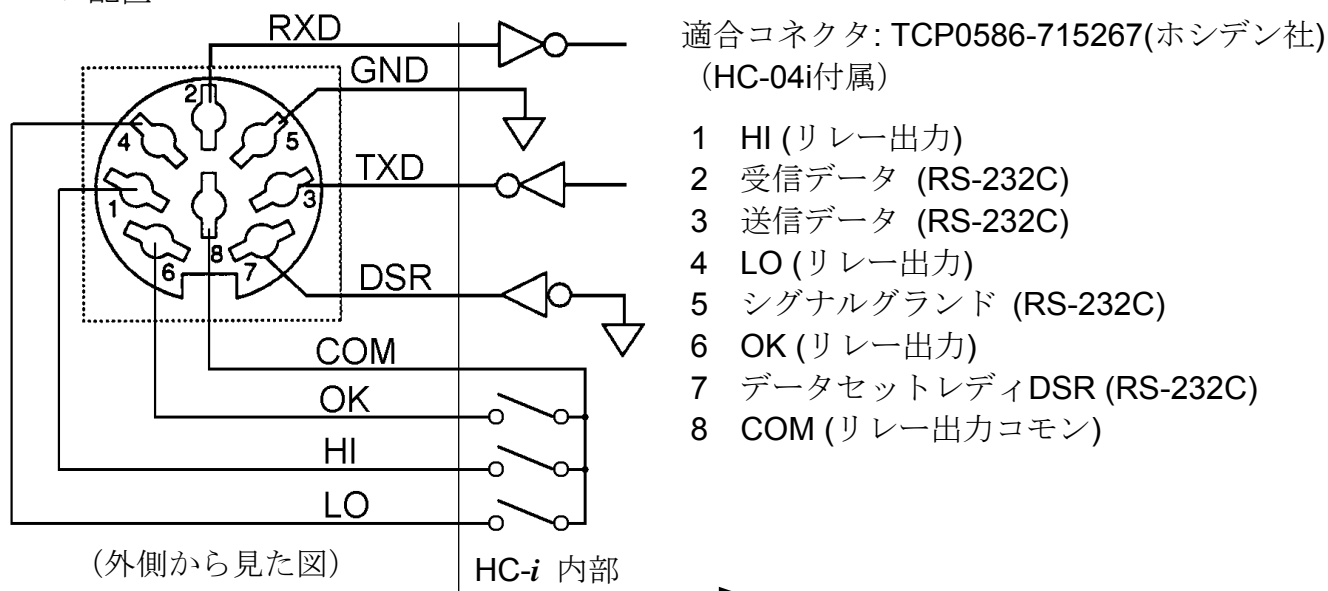 RXD
GND
TXD
DSR
COM
OK
HI
LO
2
5
4
3
1
8
6
7
(外側から見た図)
HC-i 内部
適合コネクタ: TCP0586-715267(ホシデン社)
(HC-04i付属)
1 HI (リレー出力)
2 受信データ (RS-232C)
3 送信データ (RS-232C)
4 LO (リレー出力)
5 シグナルグランド (RS-232C)
6 OK (リレー出力)
7 データセットレディDSR (RS-232C)
8 COM (リレー出力コモン)